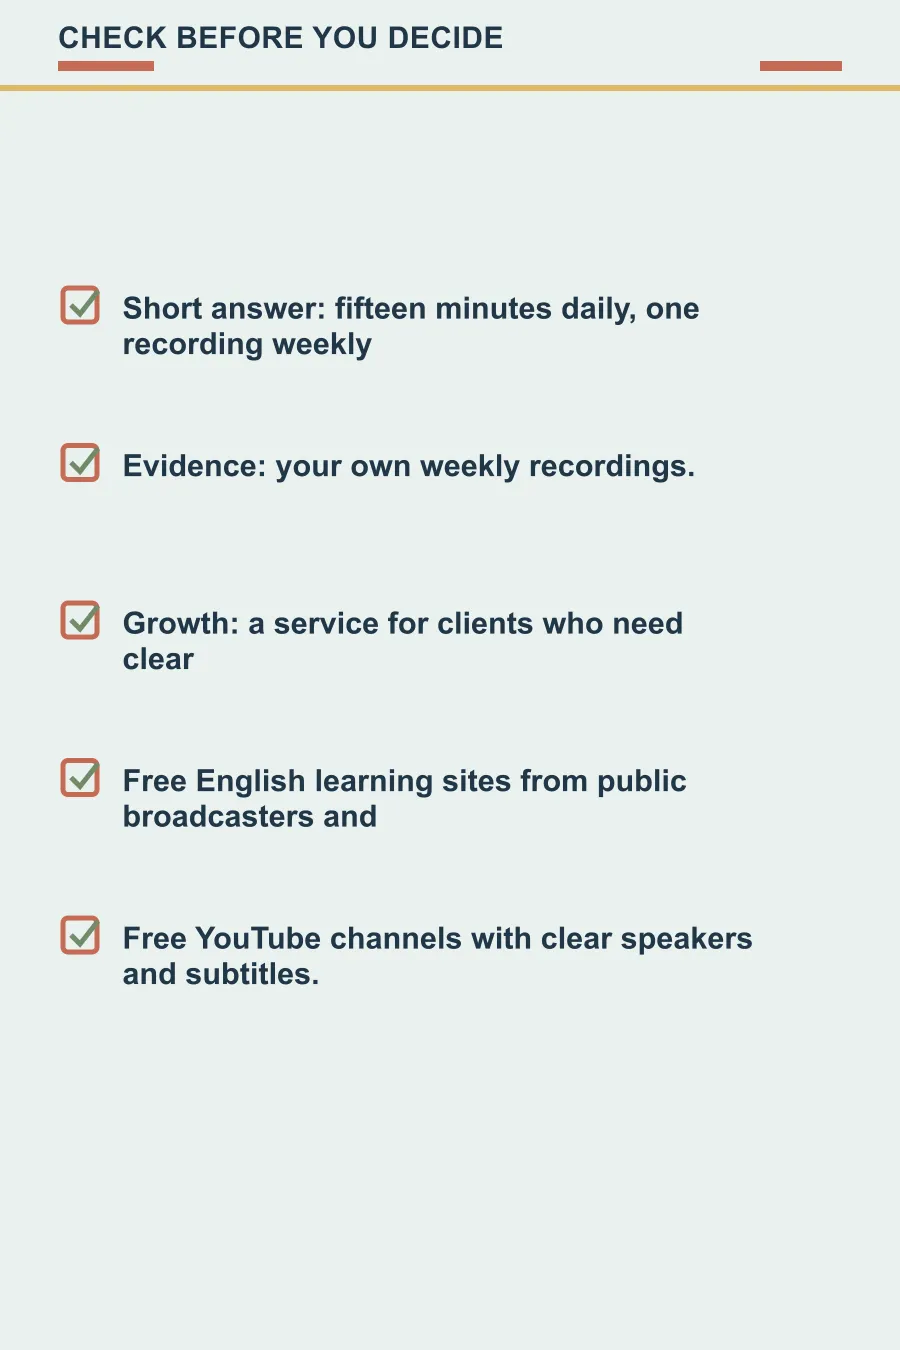 CHECK BEFORE YOU DECIDE
Short answer: fifteen minutes daily, one
recording weekly
Evidence: your own weekly recordings.
Growth: a service for clients who need
clear
Free English learning sites from public
broadcasters and
Free YouTube channels with clear speakers
and subtitles.